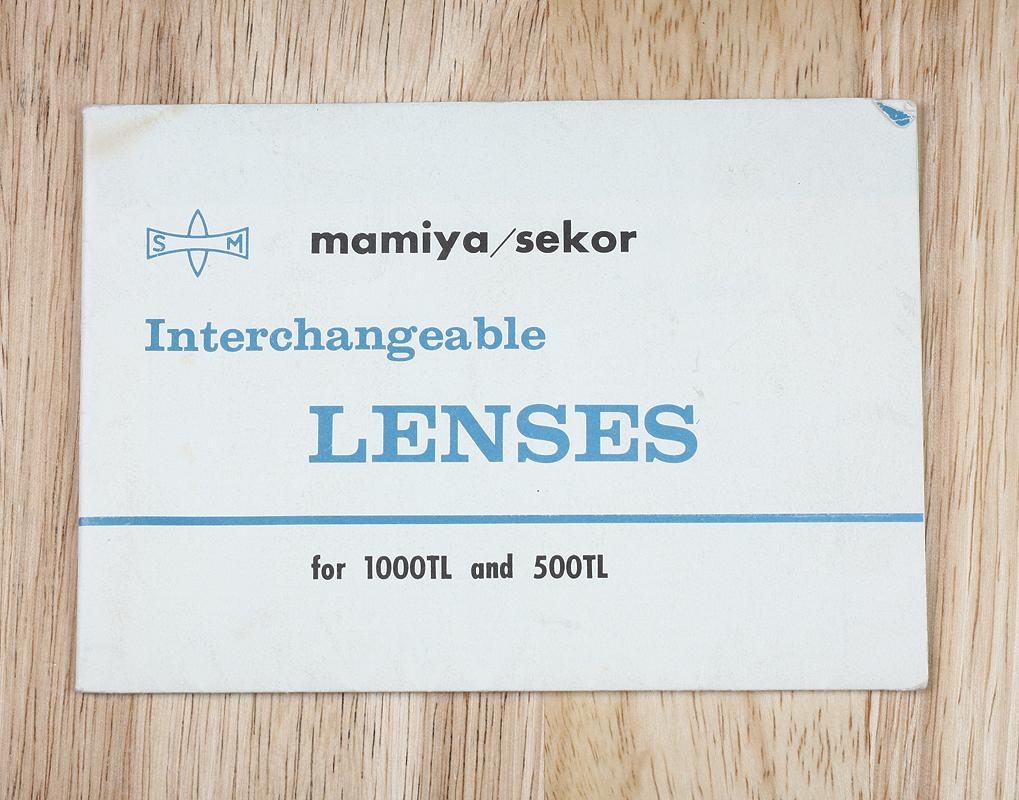 S M
mamiya/sekor
Interchangeable
LENSES
for 1000TL and 500TL